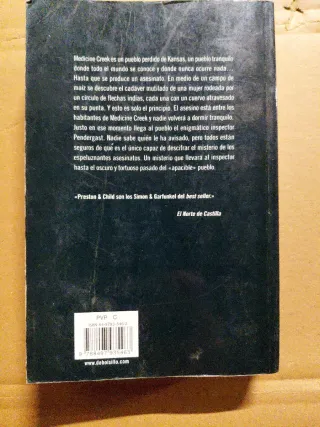 Medicine Creek es un pueblo perdido de Kansas, un pueblo tranquilo
donde todo el mundo se conoce y donde nunca ocurre nada
Hasta que se produce un asesinato. En medio de un campo de
maíz se descubre el cadáver mutilado de una mujer rodeada por
un círculo de flechas indias, cada una con un cuervo atravesado
en su punta. Y esto es solo el principio. El asesino está entre los
habitantes de Medicine Creek y nadie volverá a dormir tranquilo.
Justo en ese momento llega al pueblo el enigmático inspector
Pendergast. Nadie sabe quién le ha avisado, pero todos están
seguros de que es el único capaz de descifrar el misterio de los
espeluznantes asesinatos. Un misterio que llevará al inspector
hasta el oscuro y tortuoso pasado del «apacible» pueblo.
«Preston & Child son los Simon & Garfunkel del best seller.»
El Norte de Castilla
PVP C
ISBN
www.debolsillo.com